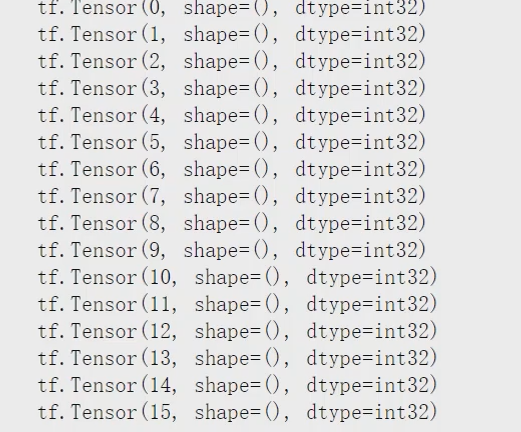 tf.Tensor(0, shape=(), dtype=int32)
tf.Tensor(1, shape=(), dtype=int32)
tf.Tensor(2, shape=(), dtype=int32)
tf.Tensor(3, shape=(), dtype=int32)
tf.Tensor(4, shape=(), dtype=int32)
tf.Tensor(5, shape=(), dtype=int32)
tf.Tensor(6, shape=(), dtype=int32)
tf.Tensor(7, shape=(), dtype=int32)
tf.Tensor(8, shape=(), dtype=int32)
tf.Tensor(9, shape=(), dtype=int32)
tf.Tensor(10, shape=(), dtype=int32)
tf.Tensor(11, shape=(), dtype=int32)
tf.Tensor(12, shape=(), dtype=int32)
tf.Tensor(13, shape=(), dtype=int32)
tf.Tensor(14, shape=(), dtype=int32)
tf.Tensor(15, shape=(), dtype=int32)